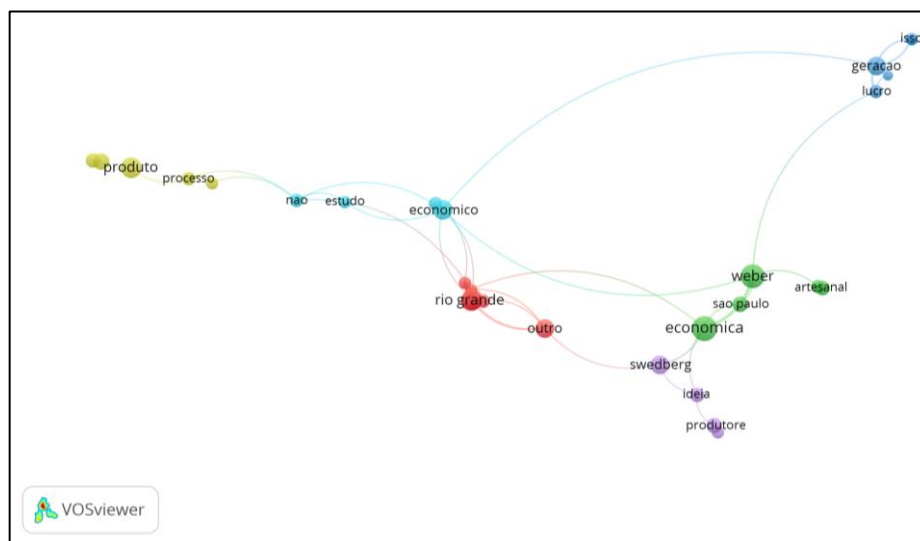 isso
geracao
lucro
produto
processo
nao
estudo
economico
weber
artesanal
rio grande
sao paulo
outro
economica
swedberg
ideia
produtore
VOSviewer